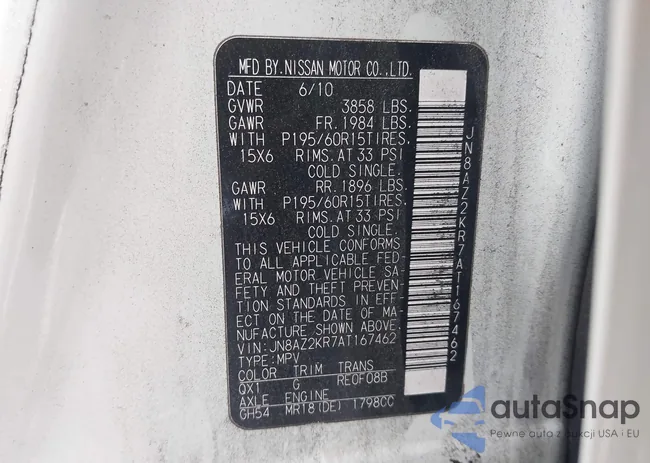 MFD BY.NISSAN MOTOR CO.,LTD.
DATE 6/10
GVWR 3858 LBS.
GAWR FR. 1984 LBS.
WITH P195/60R15TIRES.
15X6 RIMS. AT 33 PSI
COLD SINGLE.
GAWR RR. 1896 LBS.
WITH P195/60R15TIRES.
15X6 RIMS. AT 33 PSI
COLD SINGLE.
THIS VEHICLE CONFORMS
TO ALL APPLICABLE FED-
ERAL MOTOR VEHICLE SA-
FETY AND THEFT PREVEN-
TION STANDARDS IN EFF-
ECT ON THE DATE OF MA-
NUFACTURE SHOWN ABOVE.
VIN:JN8AZ2KR7AT167462
TYPE:MPV
COLOR TRIM TRANS
QX1 G RE0F08B
AXLE ENGINE
GH54 MR18(DE) 1798CC
JN8AZ2KR7AT167462
autoSnap
Pewne auta z aukcji USA i EU